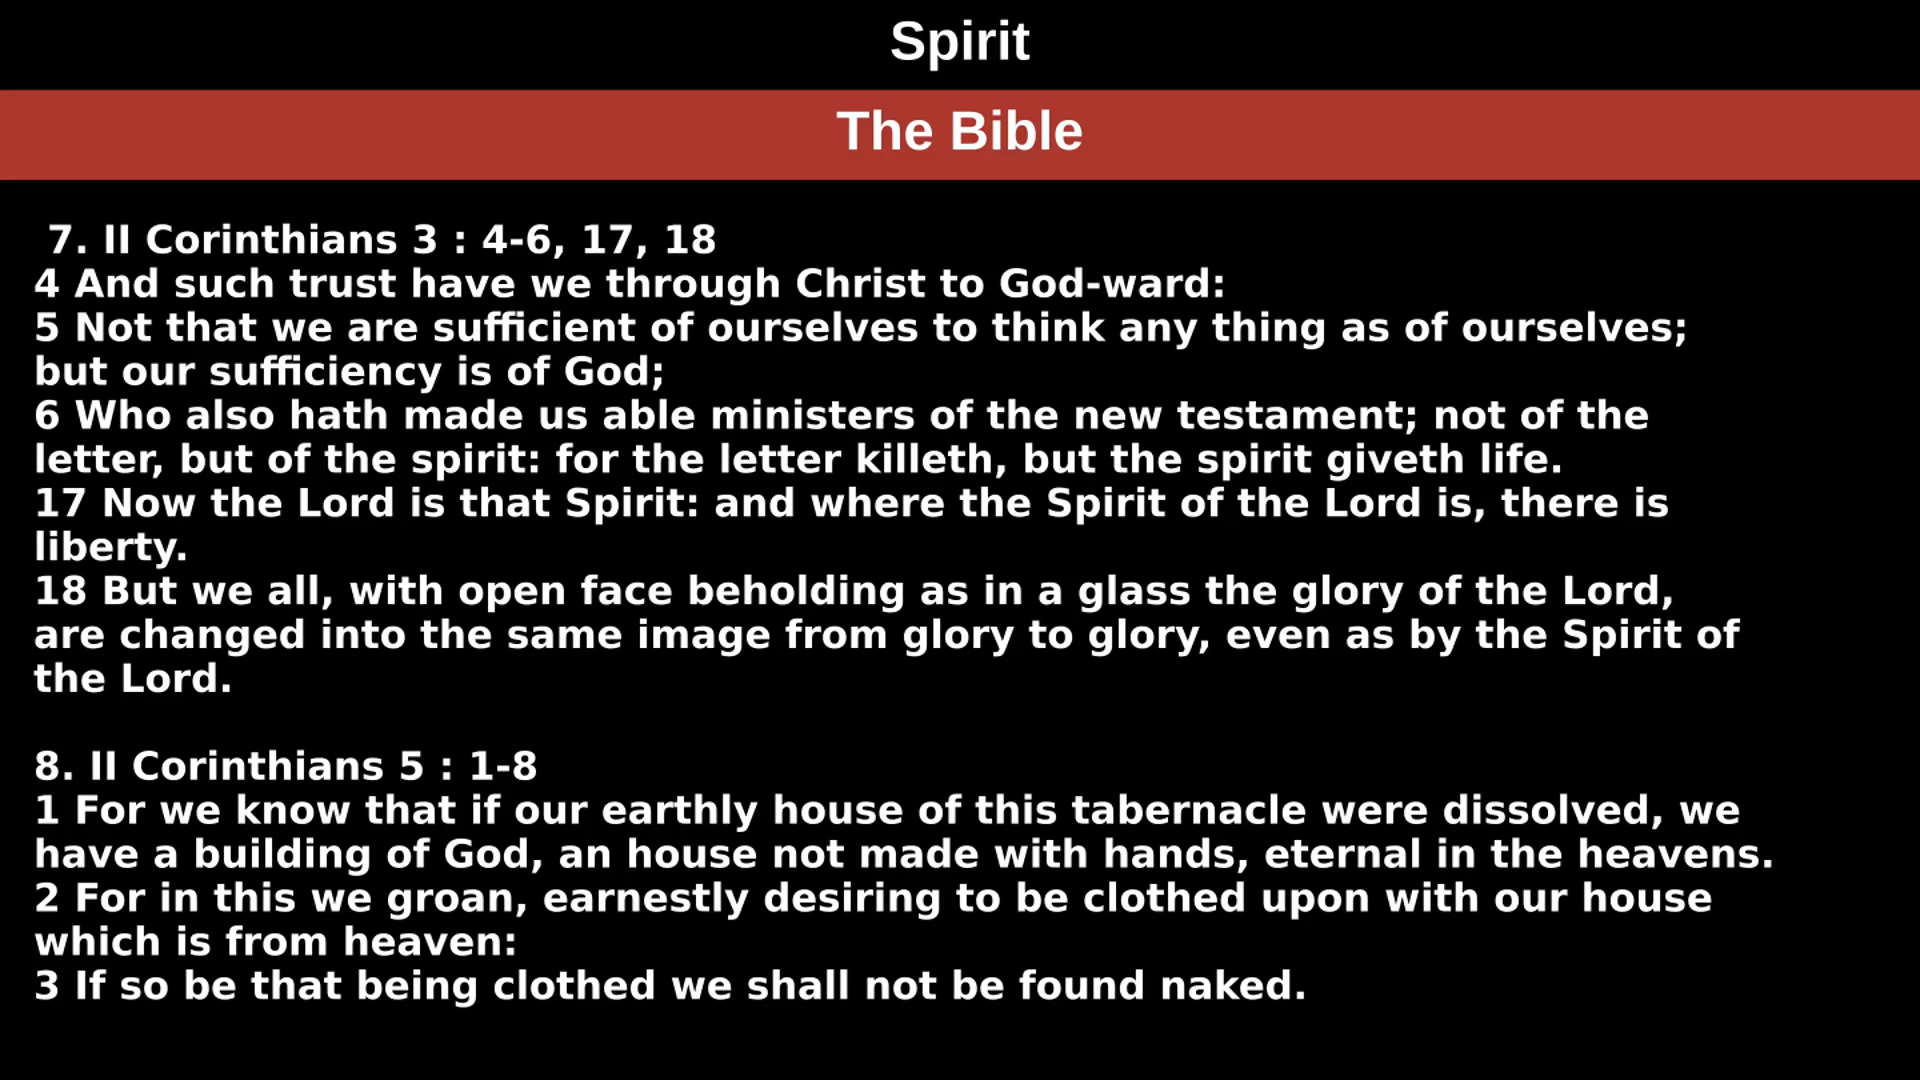 Spirit
The Bible
7. II Corinthians 3 : 4-6, 17, 18
4 And such trust have we through Christ to God-ward:
5 Not that we are sufficient of ourselves to think any thing as of ourselves;
but our sufficiency is of God;
6 Who also hath made us able ministers of the new testament; not of the
letter, but of the spirit: for the letter killeth, but the spirit giveth life.
17 Now the Lord is that Spirit: and where the Spirit of the Lord is, there is
liberty.
18 But we all, with open face beholding as in a glass the glory of the Lord,
are changed into the same image from glory to glory, even as by the Spirit of
the Lord.
8. II Corinthians 5 : 1-8
1 For we know that if our earthly house of this tabernacle were dissolved, we
have a building of God, an house not made with hands, eternal in the heavens.
2 For in this we groan, earnestly desiring to be clothed upon with our house
which is from heaven:
3 If so be that being clothed we shall not be found naked.